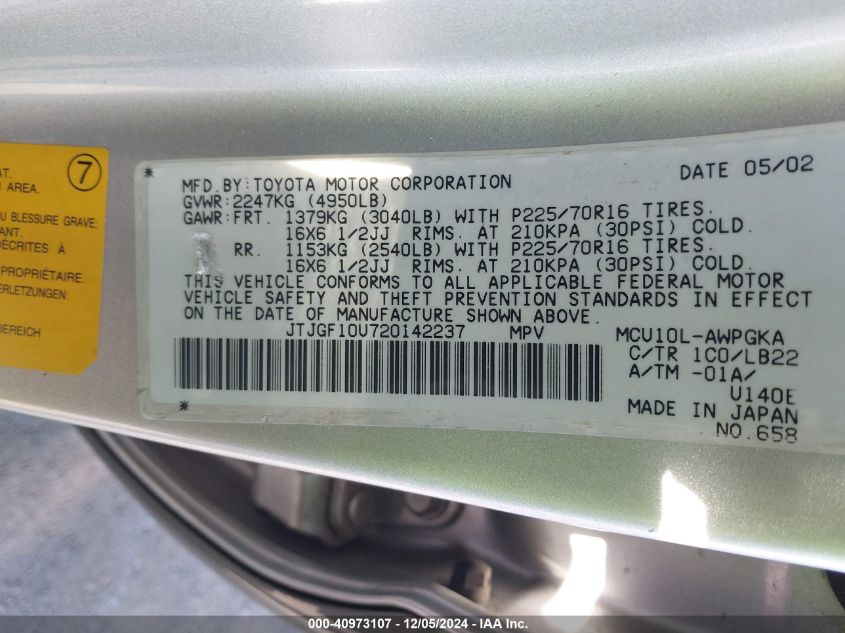 AT.
AREA.
7
OU BLESSURE GRAVE:
ANT.
DÉCRITES À
PROPRIÉTAIRE.
ERLETZUNGEN:
BEREICH
DATE 05/02
MFD.BY:TOYOTA MOTOR CORPORATION
GVWR:2247KG (4950LB)
GAWR:FRT. 1379KG (3040LB) WITH P225/70R16 TIRES.
16X6 1/2JJ RIMS. AT 210KPA (30PSI) COLD.
RR. 1153KG (2540LB) WITH P225/70R16 TIRES.
16X6 1/2JJ RIMS. AT 210KPA (30PSI) COLD.
THIS VEHICLE CONFORMS TO ALL APPLICABLE FEDERAL MOTOR
VEHICLE SAFETY AND THEFT PREVENTION STANDARDS IN EFFECT
ON THE DATE OF MANUFACTURE SHOWN ABOVE.
JTJGF10U720142237 MPV MCU10L-AWPGKA
C/TR 1C0/LB22
A/TM -01A/
U140E
MADE IN JAPAN
NO.658
000-40973107 - 12/05/2024 - IAA Inc.